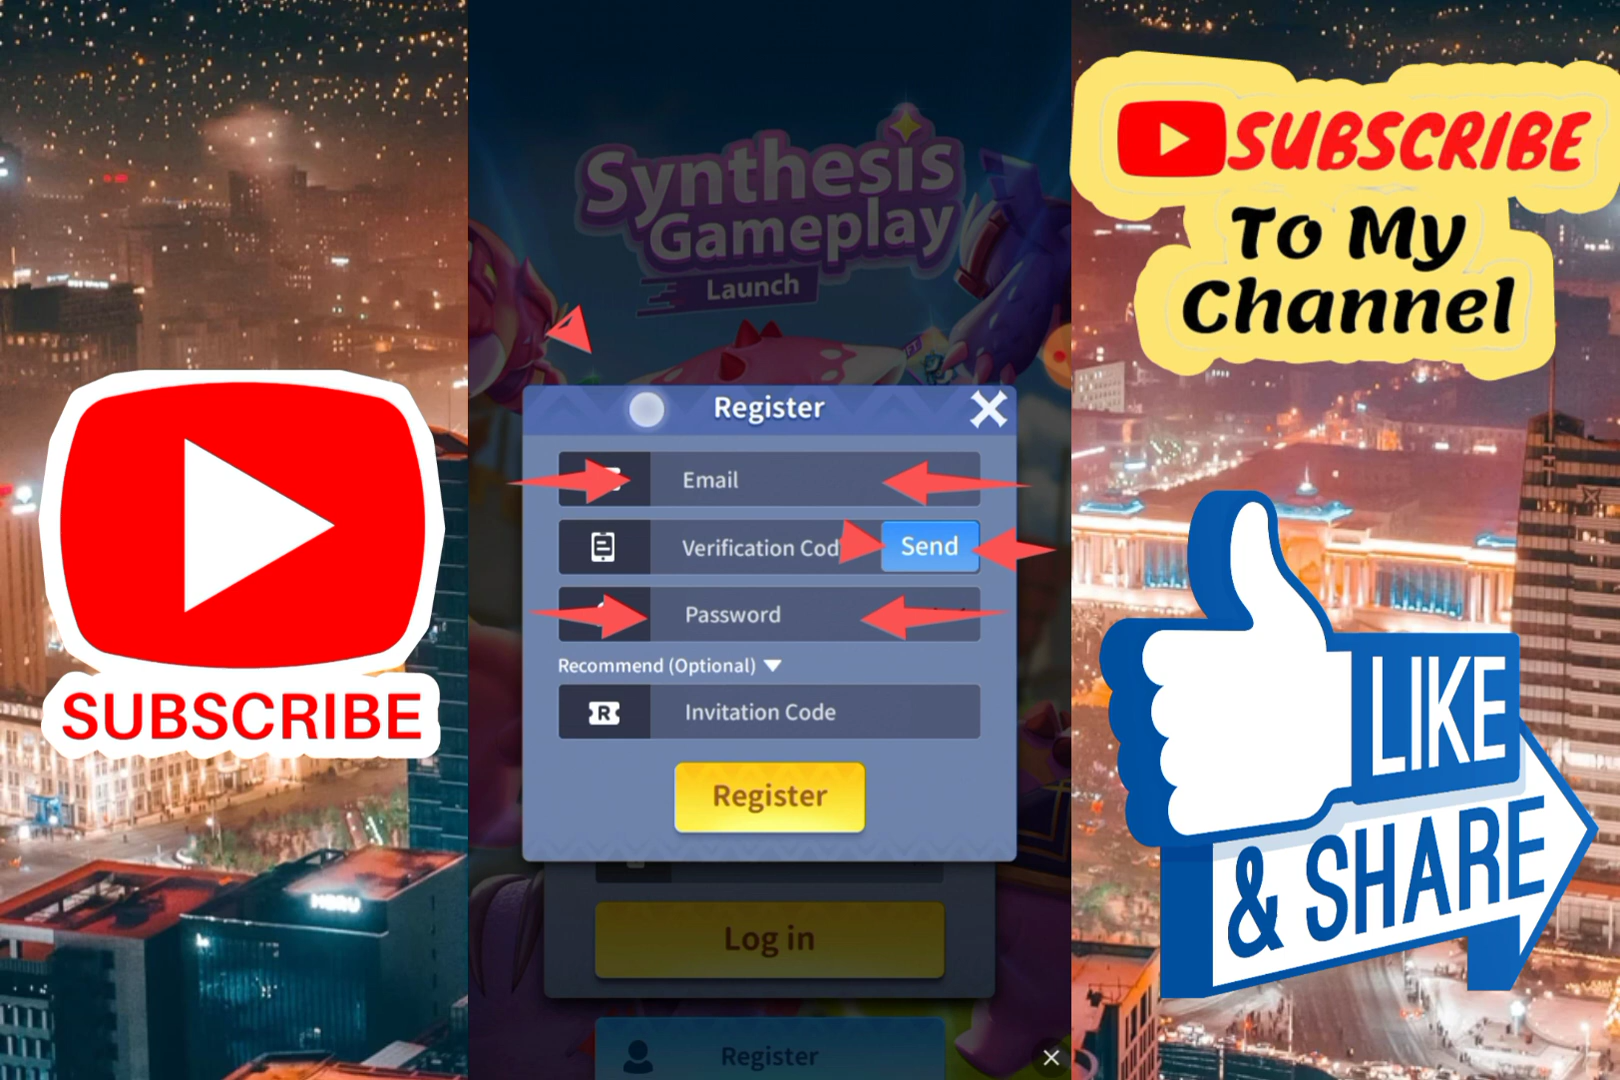 SUBSCRIBE
Synthesis
Gameplay
Launch
Register
Email
Verification Cod
Send
Password
Recommend (Optional)
R
Invitation Code
Register
Log in
Register
SUBSCRIBE
To My
Channel
LIKE
& SHARE